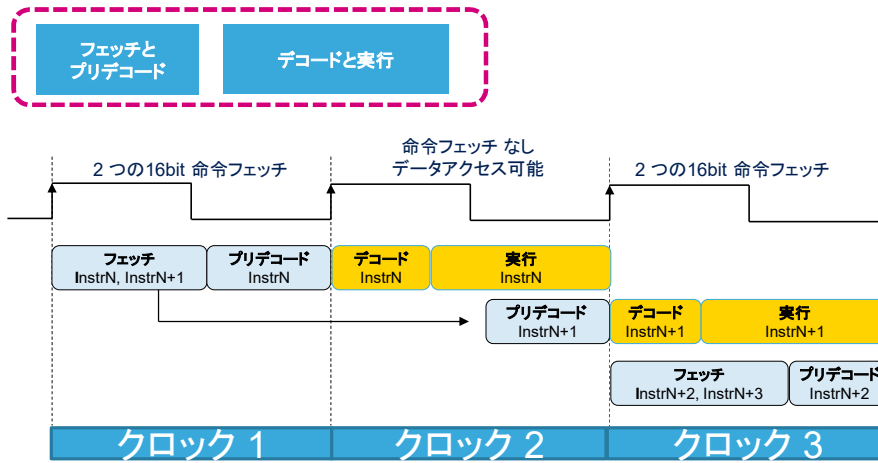 フェッチと
プリデコード
デコードと実行
2 つの16bit 命令フェッチ
命令フェッチ なし
データアクセス可能
2 つの16bit 命令フェッチ
フェッチ
InstrN, InstrN+1
プリデコード
InstrN
デコード
InstrN
実行
InstrN
プリデコード
InstrN+1
デコード
InstrN+1
実行
InstrN+1
フェッチ
InstrN+2, InstrN+3
プリデコード
InstrN+2
クロック 1
クロック 2
クロック 3